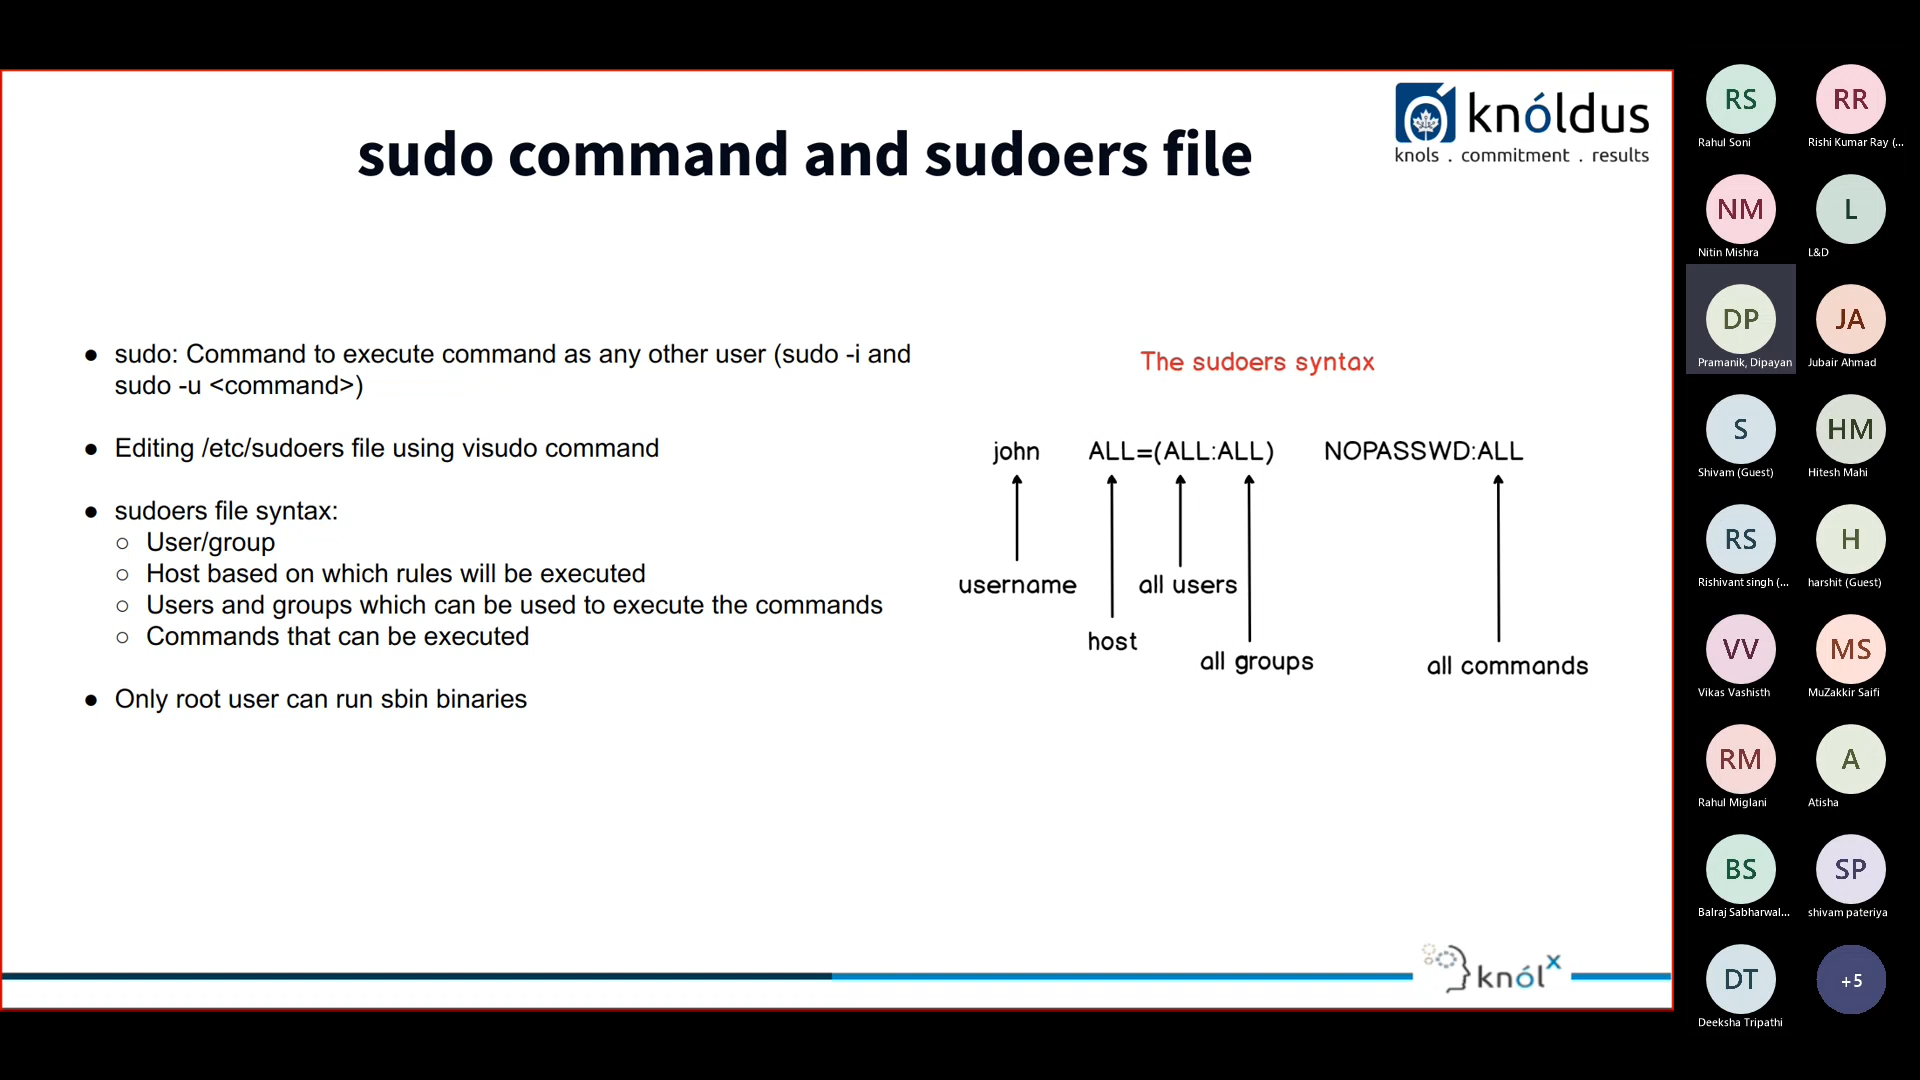 knóldus
knols . commitment . results
sudo command and sudoers file
● sudo: Command to execute command as any other user (sudo -i and
sudo -u <command>)
● Editing /etc/sudoers file using visudo command
● sudoers file syntax:
○ User/group
○ Host based on which rules will be executed
○ Users and groups which can be used to execute the commands
○ Commands that can be executed
● Only root user can run sbin binaries
The sudoers syntax
john ALL=(ALL:ALL) NOPASSWD:ALL
username
all users
host
all groups
all commands
knólx
RS
Rahul Soni
RR
Rishi Kumar Ray (...
NM
Nitin Mishra
L
L&D
DP
Pramanik, Dipayan
JA
Jubair Ahmad
S
Shivam (Guest)
HM
Hitesh Mahi
RS
Rishivant singh (...
H
harshit (Guest)
VV
Vikas Vashisth
MS
MuZakkir Saifi
RM
Rahul Miglani
A
Atisha
BS
Balraj Sabharwal...
SP
shivam pateriya
DT
Deeksha Tripathi
+5